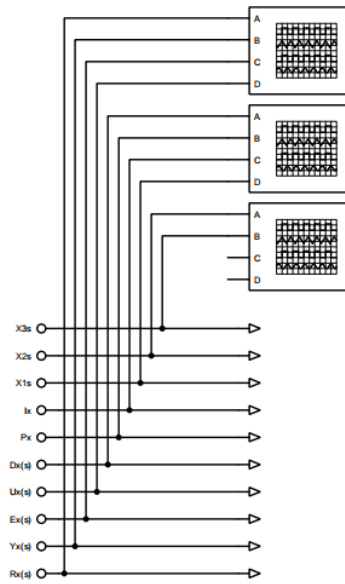 A
B
C
D
A
B
C
D
A
B
C
D
X3s
X2s
X1s
Ix
Px
Dx(s)
Ux(s)
Ex(s)
Yx(s)
Rx(s)